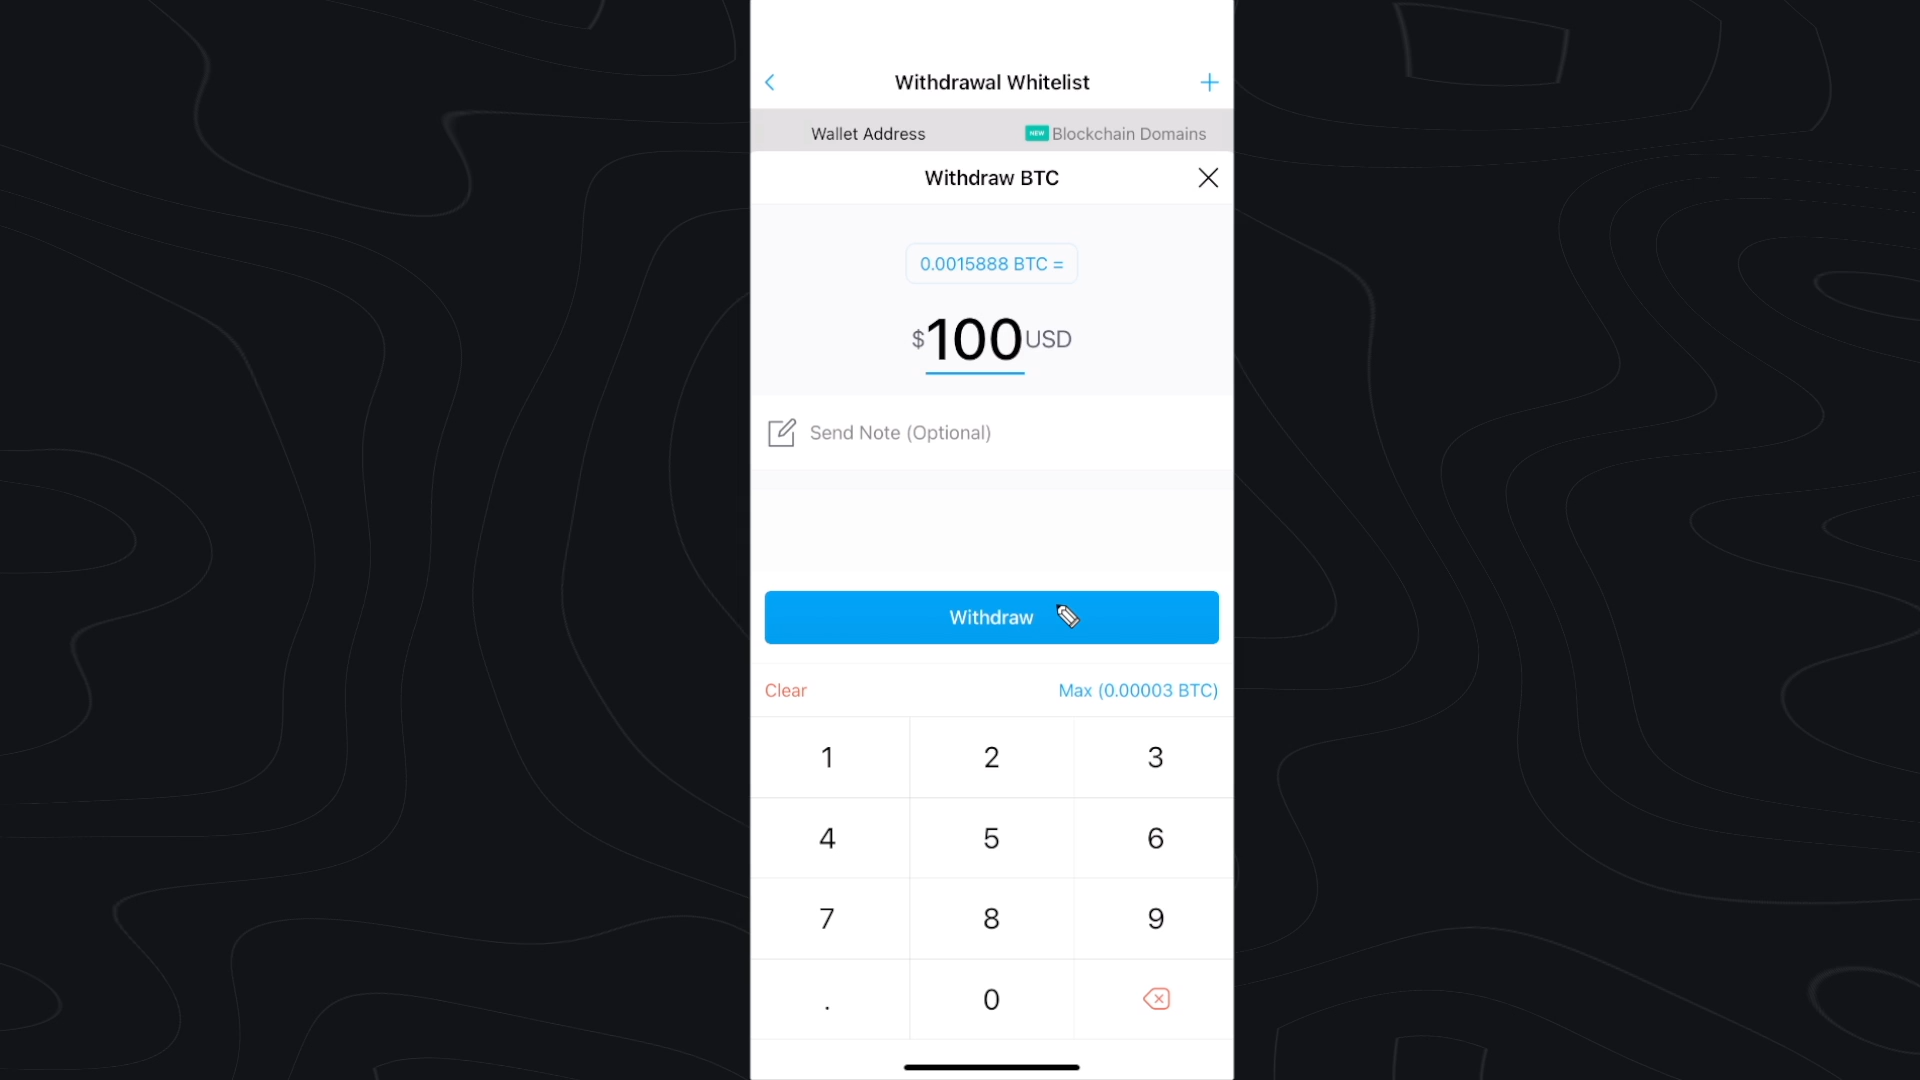 Withdrawal Whitelist
Wallet Address
NEW Blockchain Domains
Withdraw BTC
0.0015888 BTC =
$100USD
Send Note (Optional)
Withdraw
Clear
Max (0.00003 BTC)
1 2 3
4 5 6
7 8 9
. 0